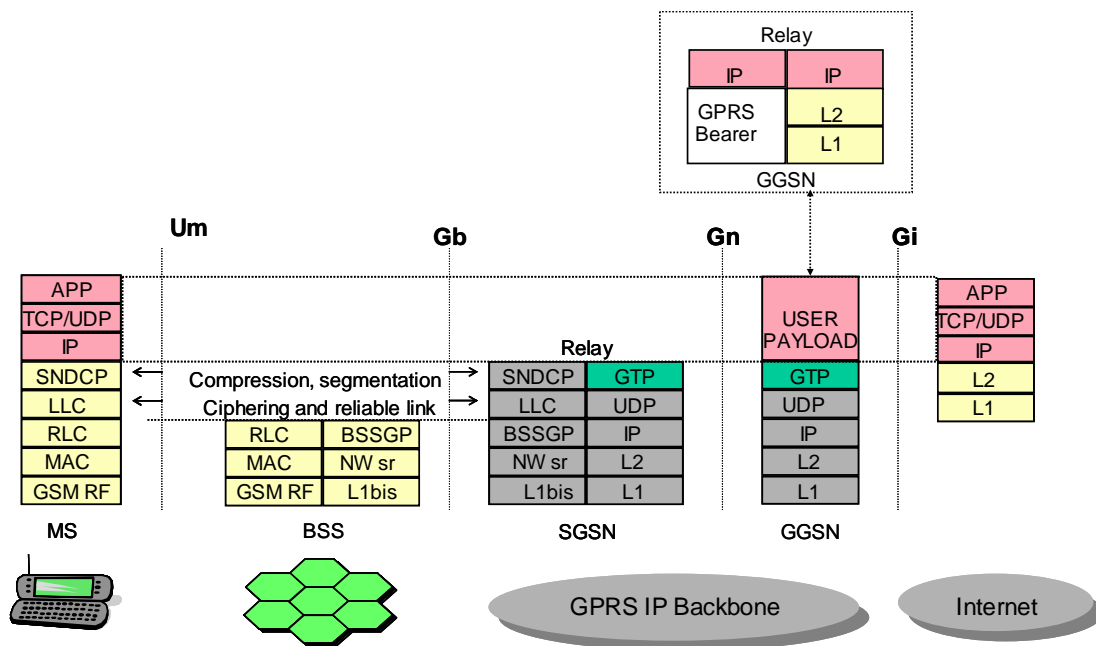 Relay
IP IP
GPRS Bearer
L2
L1
GGSN
Um
Gb
Gn
Gi
APP
TCP/UDP
IP
SNDCP
LLC
RLC
MAC
GSM RF
MS
Compression, segmentation
Ciphering and reliable link
RLC BSSGP
MAC NW sr
GSM RF L1bis
BSS
Relay
SNDCP GTP
LLC UDP
BSSGP IP
NW sr L2
L1bis L1
SGSN
USER
PAYLOAD
GTP
UDP
IP
L2
L1
GGSN
APP
TCP/UDP
IP
L2
L1
GPRS IP Backbone
Internet